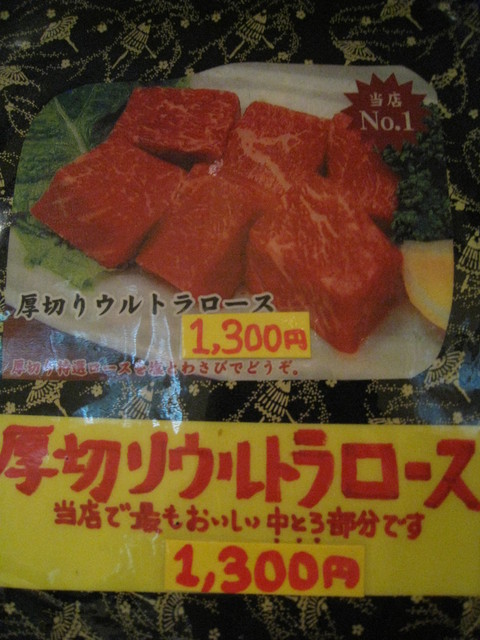 当店
No.1
厚切りウルトラロース
1,300円
厚切り特選ロースを塩とわさびでどうぞ。
厚切りウルトラロース
当店で最もおいしい中とろ部分です
1,300円